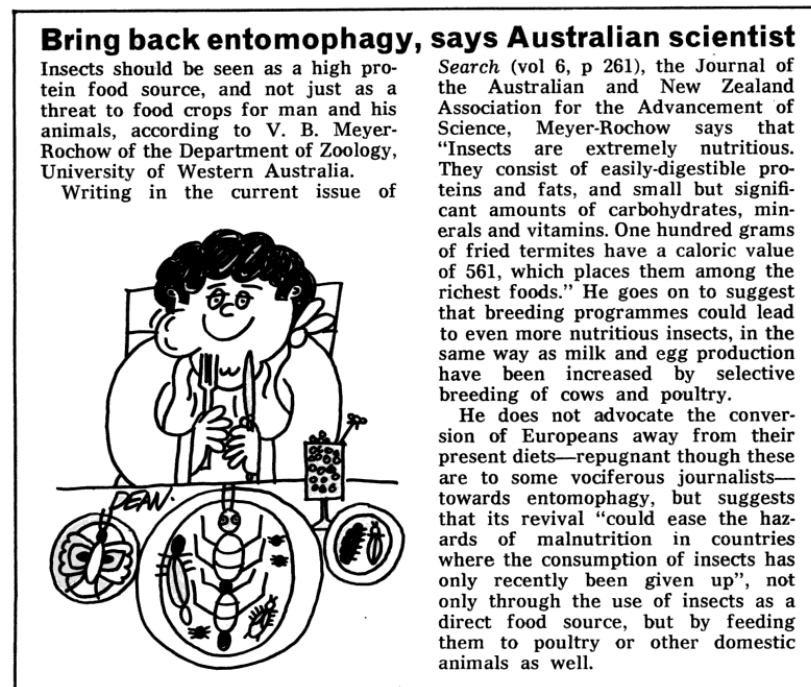 Bring back entomophagy, says Australian scientist
Insects should be seen as a high pro-
tein food source, and not just as a
threat to food crops for man and his
animals, according to V. B. Meyer-
Rochow of the Department of Zoology,
University of Western Australia.
Writing in the current issue of
DEAN.
Search (vol 6, p 261), the Journal of
the Australian and New Zealand
Association for the Advancement of
Science, Meyer-Rochow says that
“Insects are extremely nutritious.
They consist of easily-digestible pro-
teins and fats, and small but signifi-
cant amounts of carbohydrates, min-
erals and vitamins. One hundred grams
of fried termites have a caloric value
of 561, which places them among the
richest foods.” He goes on to suggest
that breeding programmes could lead
to even more nutritious insects, in the
same way as milk and egg production
have been increased by selective
breeding of cows and poultry.
He does not advocate the conver-
sion of Europeans away from their
present diets—repugnant though these
are to some vociferous journalists—
towards entomophagy, but suggests
that its revival “could ease the haz-
ards of malnutrition in countries
where the consumption of insects has
only recently been given up”, not
only through the use of insects as a
direct food source, but by feeding
them to poultry or other domestic
animals as well.